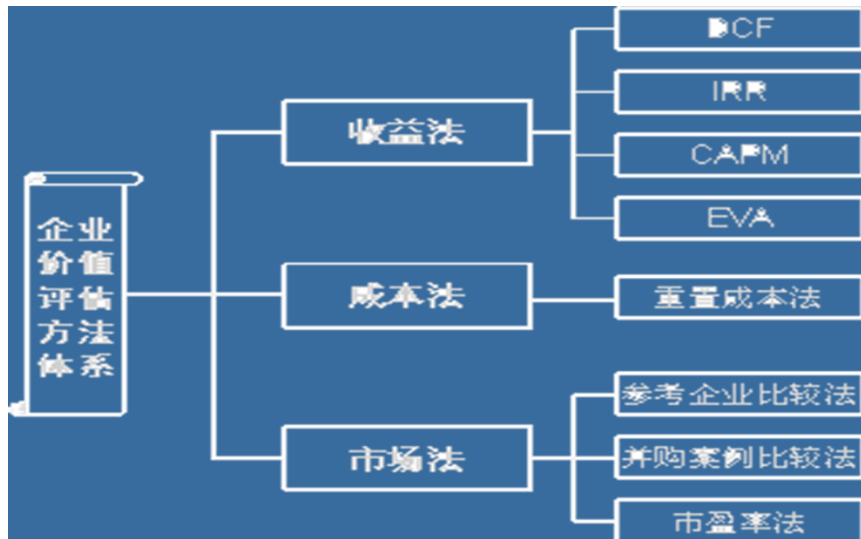 企业
价值
评估
方法
体系
收益法
DCF
IRR
CAPM
EVA
成本法
重置成本法
市场法
参考企业比较法
并购案例比较法
市盈率法